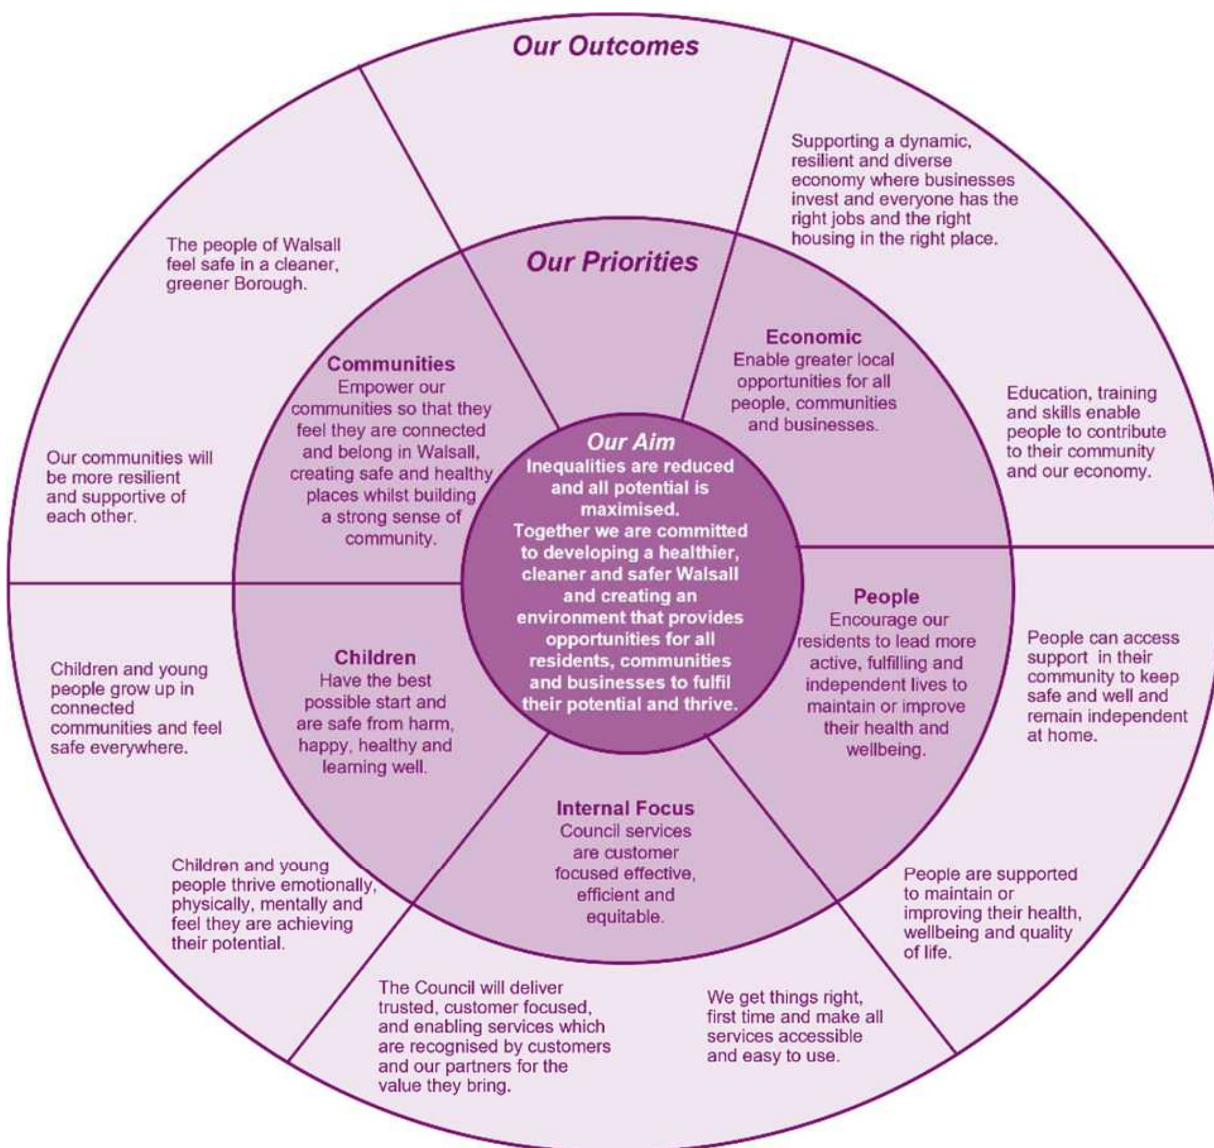 Our Outcomes
Supporting a dynamic,
resilient and diverse
economy where businesses
invest and everyone has the
right jobs and the right
housing in the right place.
Education, training
and skills enable
people to contribute
to their community
and our economy.
People can access
support in their
community to keep
safe and well and
remain independent
at home.
People are supported
to maintain or
improving their health,
wellbeing and quality
of life.
We get things right,
first time and make all
services accessible
and easy to use.
The Council will deliver
trusted, customer focused,
and enabling services which
are recognised by customers
and our partners for the
value they bring.
Children and young
people thrive emotionally,
physically, mentally and
feel they are achieving
their potential.
Children and young
people grow up in
connected
communities and feel
safe everywhere.
Our communities will
be more resilient
and supportive of
each other.
The people of Walsall
feel safe in a cleaner,
greener Borough.
Our Priorities
Economic
Enable greater local
opportunities for all
people, communities
and businesses.
People
Encourage our
residents to lead more
active, fulfilling and
independent lives to
maintain or improve
their health and
wellbeing.
Internal Focus
Council services
are customer
focused effective,
efficient and
equitable.
Children
Have the best
possible start and
are safe from harm,
happy, healthy and
learning well.
Communities
Empower our
communities so that they
feel they are connected
and belong in Walsall,
creating safe and healthy
places whilst building
a strong sense of
community.
Our Aim
Inequalities are reduced
and all potential is
maximised.
Together we are committed
to developing a healthier,
cleaner and safer Walsall
and creating an
environment that provides
opportunities for all
residents, communities
and businesses to fulfil
their potential and thrive.